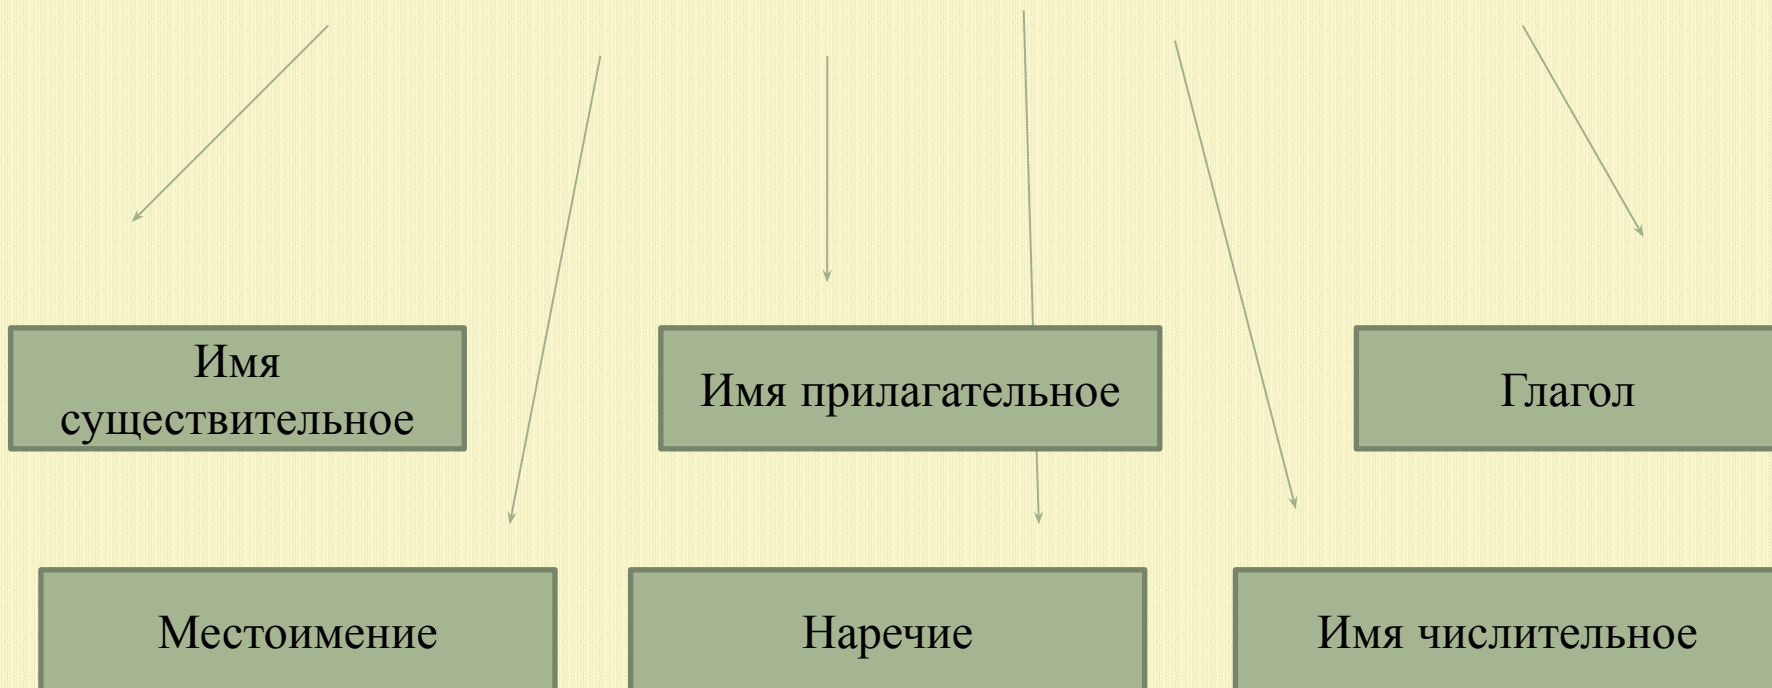 Имя
существительное
Имя прилагательное
Глагол
Местоимение
Наречие
Имя числительное